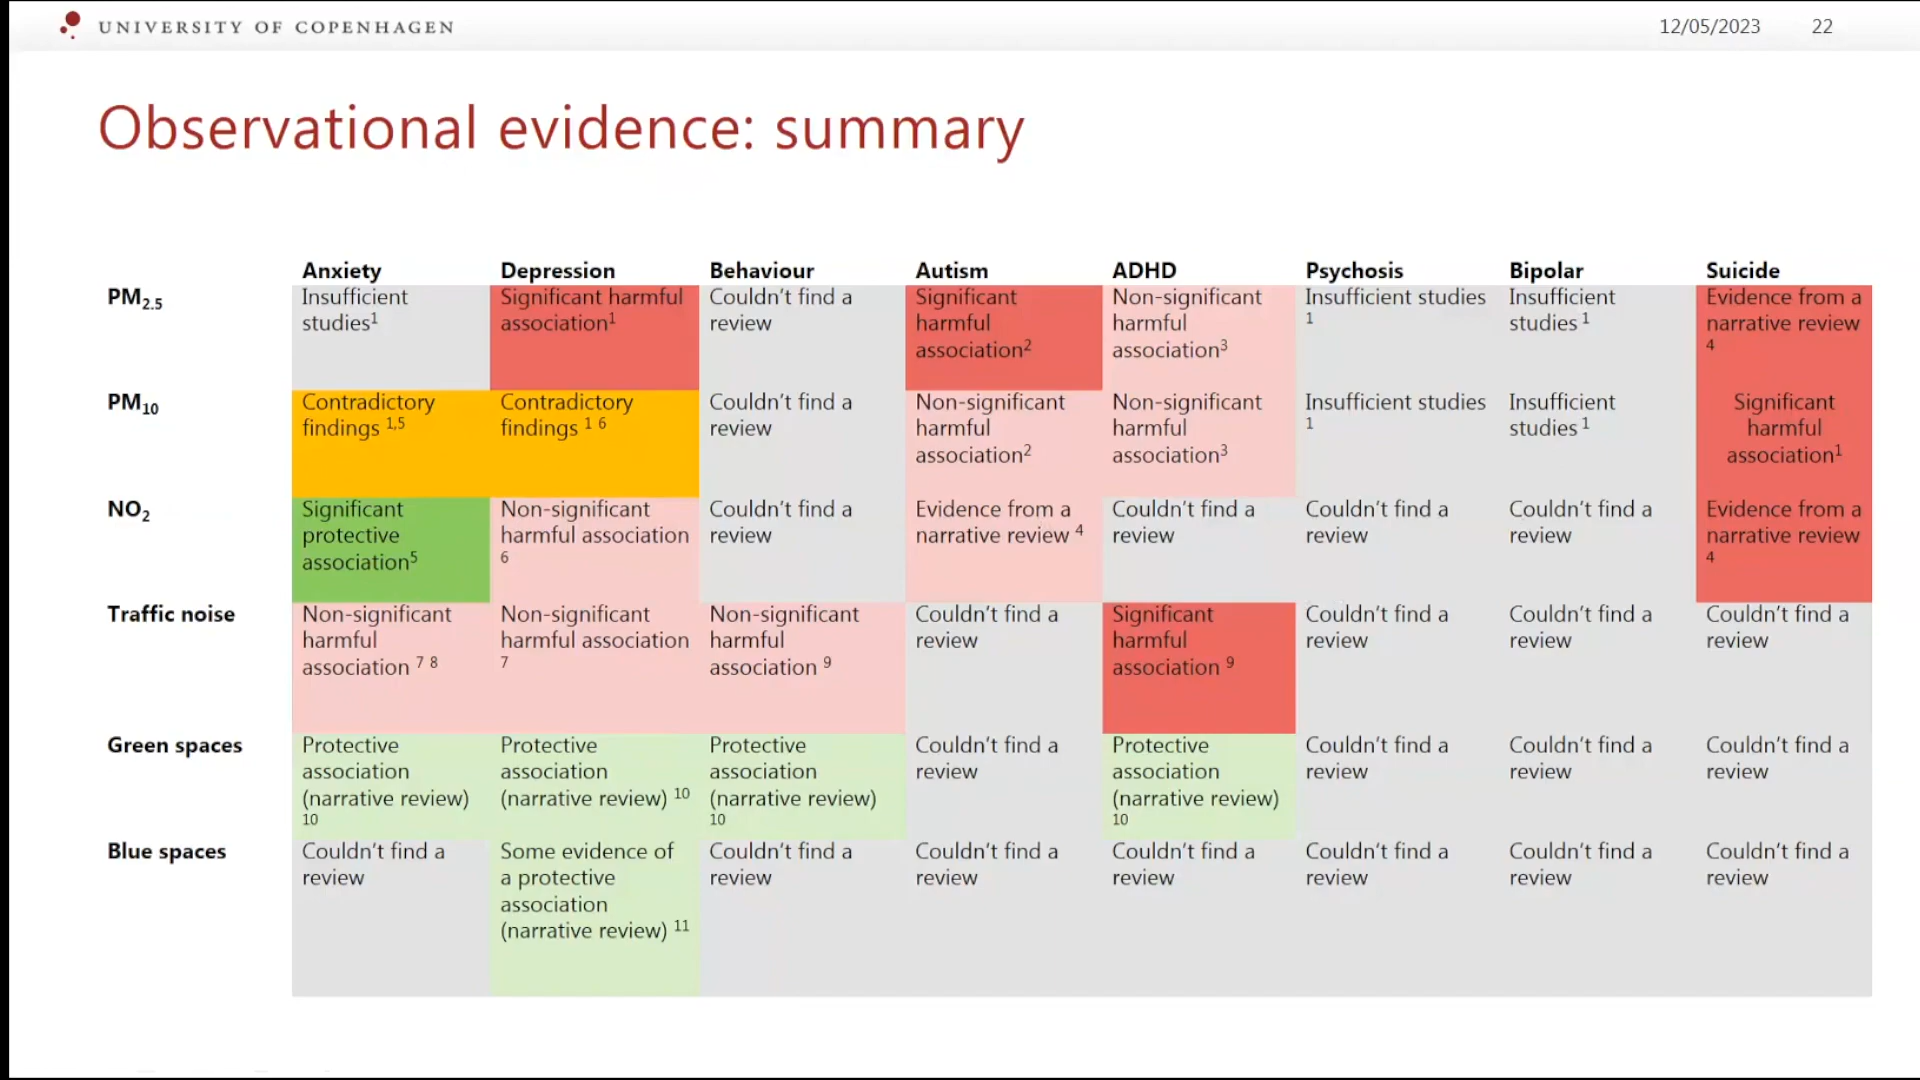 UNIVERSITY OF COPENHAGEN
12/05/2023 22
Observational evidence: summary
Anxiety Depression Behaviour Autism ADHD Psychosis Bipolar Suicide
PM2.5
Insufficient
studies1
Significant harmful
association1
Couldn't find a
review
Significant
harmful
association2
Non-significant
harmful
association3
Insufficient studies
1
Insufficient
studies 1
Evidence from a
narrative review
4
PM10
Contradictory
findings 1,5
Contradictory
findings 1 6
Couldn't find a
review
Non-significant
harmful
association2
Non-significant
harmful
association3
Insufficient studies
1
Insufficient
studies 1
Significant
harmful
association1
NO2
Significant
protective
association5
Non-significant
harmful association
6
Couldn't find a
review
Evidence from a
narrative review 4
Couldn't find a
review
Couldn't find a
review
Couldn't find a
review
Evidence from a
narrative review
4
Traffic noise
Non-significant
harmful
association 7 8
Non-significant
harmful association
7
Non-significant
harmful
association 9
Couldn't find a
review
Significant
harmful
association 9
Couldn't find a
review
Couldn't find a
review
Couldn't find a
review
Green spaces
Protective
association
(narrative review)
10
Protective
association
(narrative review) 10
Protective
association
(narrative review)
10
Couldn't find a
review
Protective
association
(narrative review)
10
Couldn't find a
review
Couldn't find a
review
Couldn't find a
review
Blue spaces
Couldn't find a
review
Some evidence of
a protective
association
(narrative review) 11
Couldn't find a
review
Couldn't find a
review
Couldn't find a
review
Couldn't find a
review
Couldn't find a
review
Couldn't find a
review